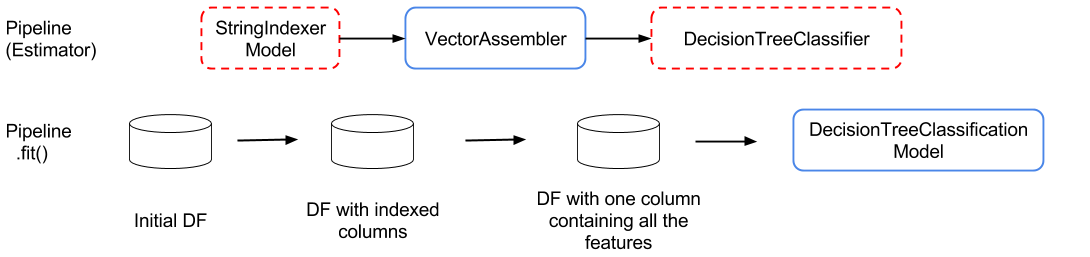 Pipeline
(Estimator)
StringIndexer
Model
VectorAssembler
DecisionTreeClassifier
Pipeline
.fit()
DecisionTreeClassification
Model
Initial DF
DF with indexed
columns
DF with one column
containing all the
features